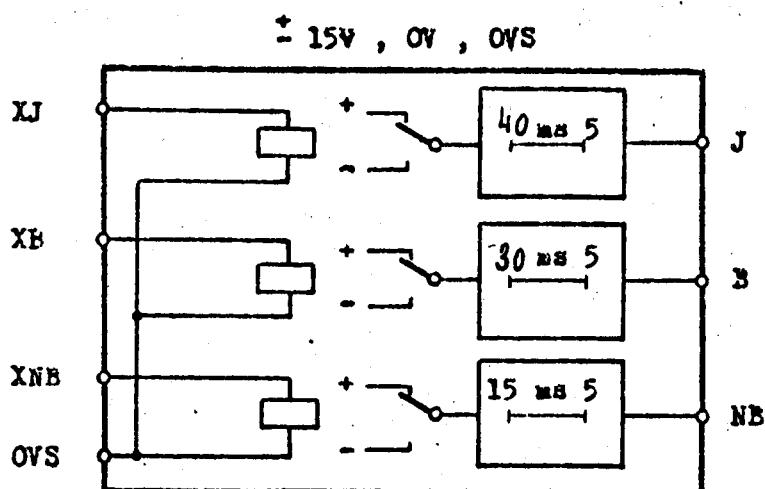 ± 15V , OV , OVS
XJ + - 40 ms 5 J
XB + - 30 ms 5 B
XNB + - 15 ms 5 NB
OVS